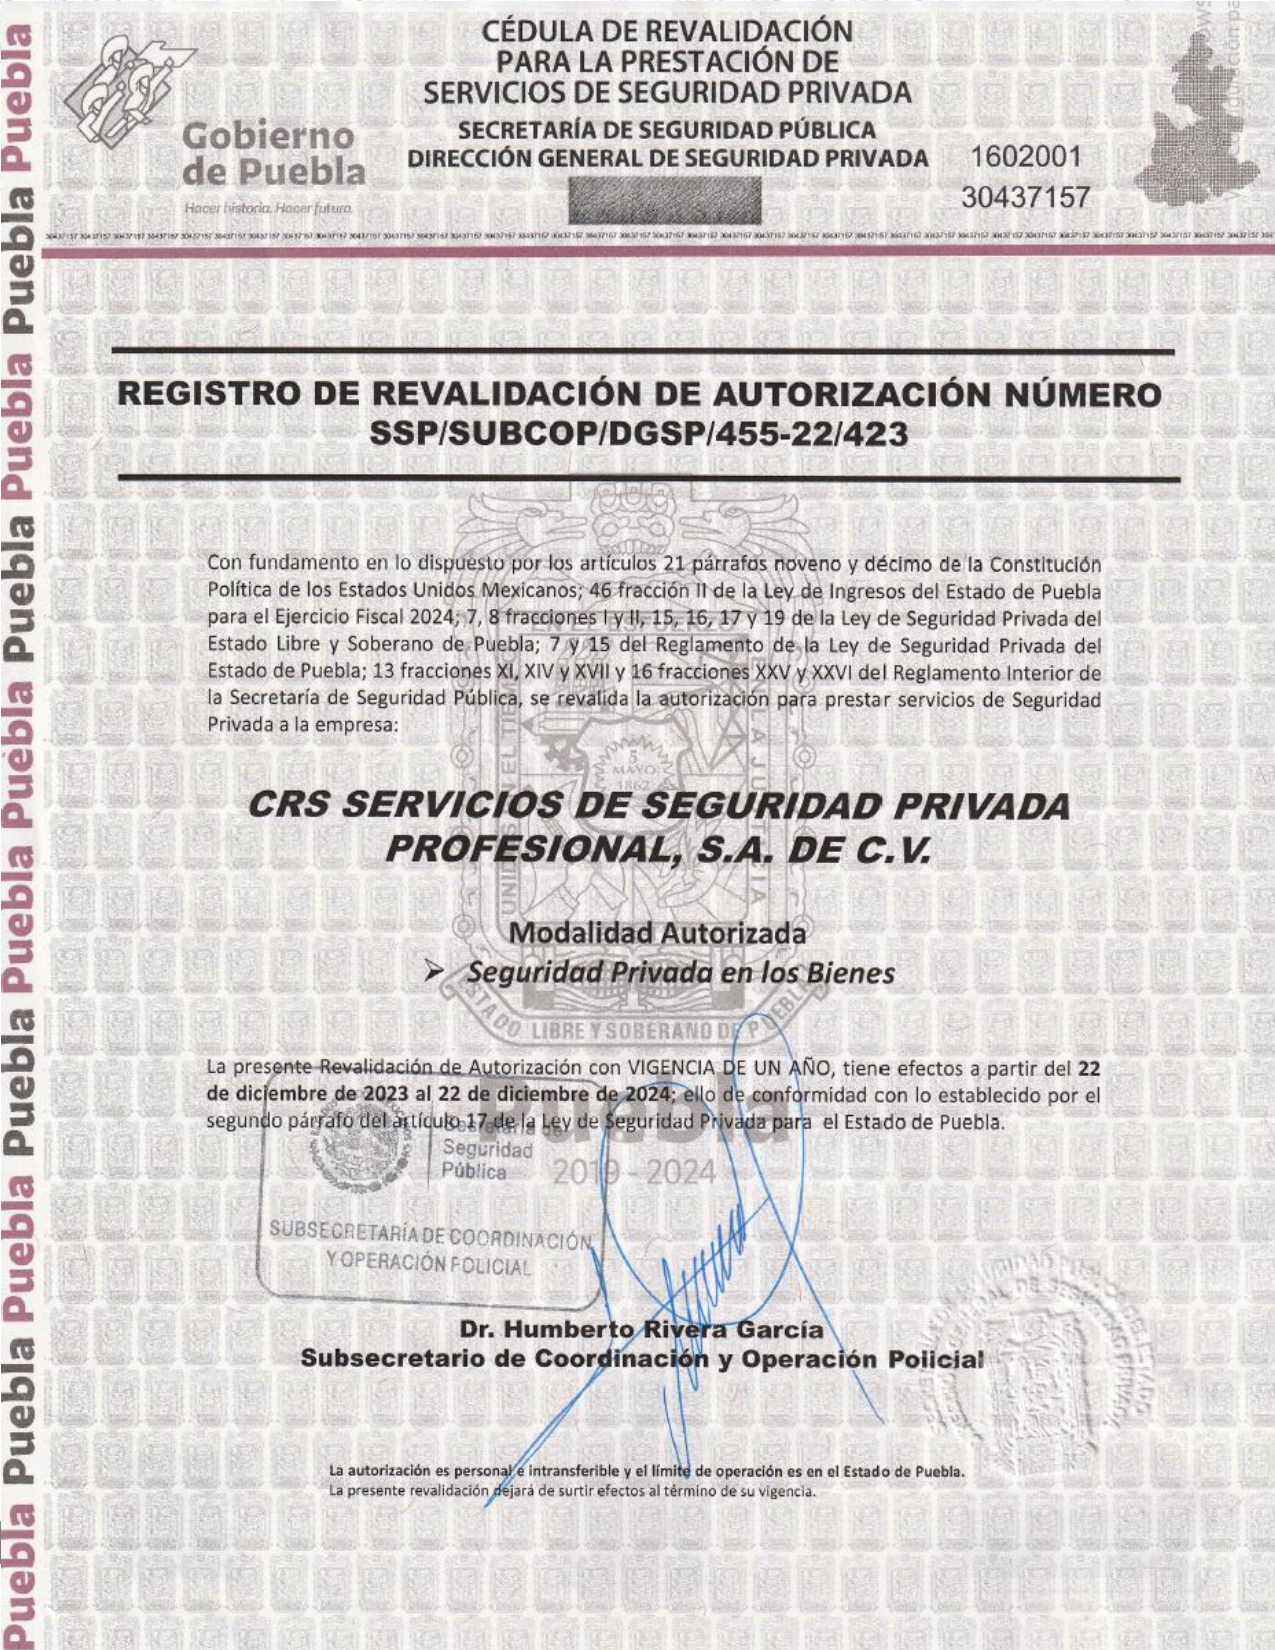 CÉDULA DE REVALIDACIÓN
PARA LA PRESTACIÓN DE
SERVICIOS DE SEGURIDAD PRIVADA
SECRETARÍA DE SEGURIDAD PÚBLICA
DIRECCIÓN GENERAL DE SEGURIDAD PRIVADA
Gobierno
de Puebla
Hacer historia. Hacer futuro.
1602001
30437157
REGISTRO DE REVALIDACIÓN DE AUTORIZACIÓN NÚMERO
SSP/SUBCOP/DGSP/455-22/423
Con fundamento en lo dispuesto por los artículos 21 párrafos noveno y décimo de la Constitución
Política de los Estados Unidos Mexicanos; 46 fracción II de la Ley de Ingresos del Estado de Puebla
para el Ejercicio Fiscal 2024; 7, 8 fracciones I y II, 15, 16, 17 y 19 de la Ley de Seguridad Privada del
Estado Libre y Soberano de Puebla; 7 y 15 del Reglamento de la Ley de Seguridad Privada del
Estado de Puebla; 13 fracciones XI, XIV y XVII y 16 fracciones XXV y XXVI del Reglamento Interior de
la Secretaría de Seguridad Pública, se revalida la autorización para prestar servicios de Seguridad
Privada a la empresa:
5
MAYO
1862
CRS SERVICIOS DE SEGURIDAD PRIVADA
PROFESIONAL, S.A. DE C.V.
Modalidad Autorizada
➤ Seguridad Privada en los Bienes
ESTADO LIBRE Y SOBERANO DE PUEBLA
La presente Revalidación de Autorización con VIGENCIA DE UN AÑO, tiene efectos a partir del 22
de diciembre de 2023 al 22 de diciembre de 2024; ello de conformidad con lo establecido por el
segundo párrafo del artículo 17 de la Ley de Seguridad Privada para el Estado de Puebla.
Puebla
2019 - 2024
Secretaría de
Seguridad
Pública
SUBSECRETARÍA DE COORDINACIÓN
Y OPERACIÓN POLICIAL
Dr. Humberto Rivera García
Subsecretario de Coordinación y Operación Policial
La autorización es personal e intransferible y el límite de operación es en el Estado de Puebla.
La presente revalidación dejará de surtir efectos al término de su vigencia.
Puebla Puebla Puebla Puebla Puebla Puebla Puebla Puebla Puebla Puebla